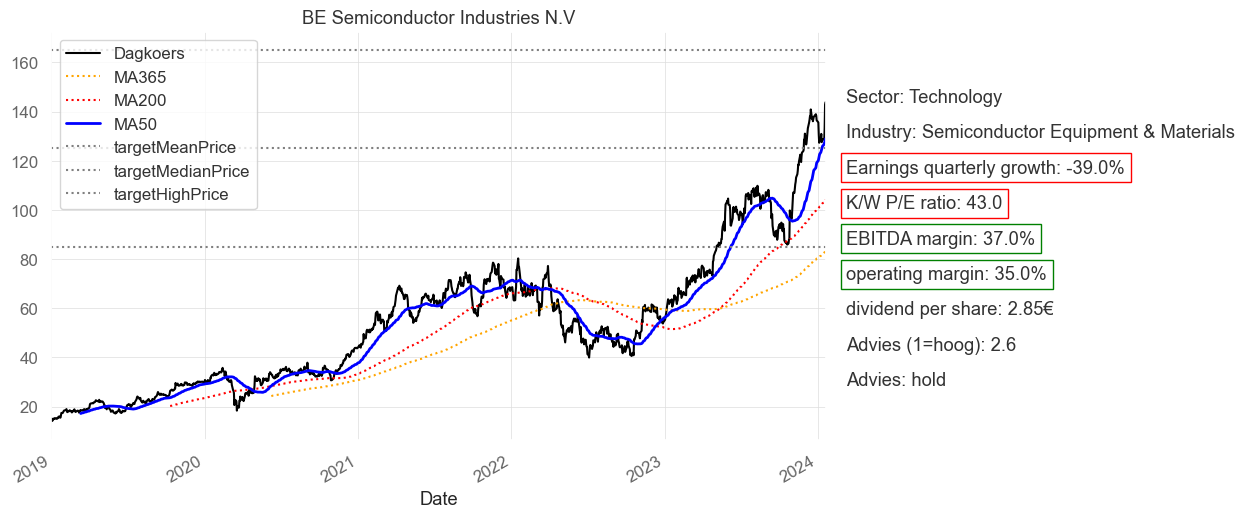 BE Semiconductor Industries N.V
Dagkoers
MA365
MA200
MA50
targetMeanPrice
targetMedianPrice
targetHighPrice
160
140
120
100
80
60
40
20
2019
2020
2021
2022
2023
2024
Date
Sector: Technology
Industry: Semiconductor Equipment & Materials
Earnings quarterly growth: -39.0%
K/W P/E ratio: 43.0
EBITDA margin: 37.0%
operating margin: 35.0%
dividend per share: 2.85€
Advies (1=hoog): 2.6
Advies: hold